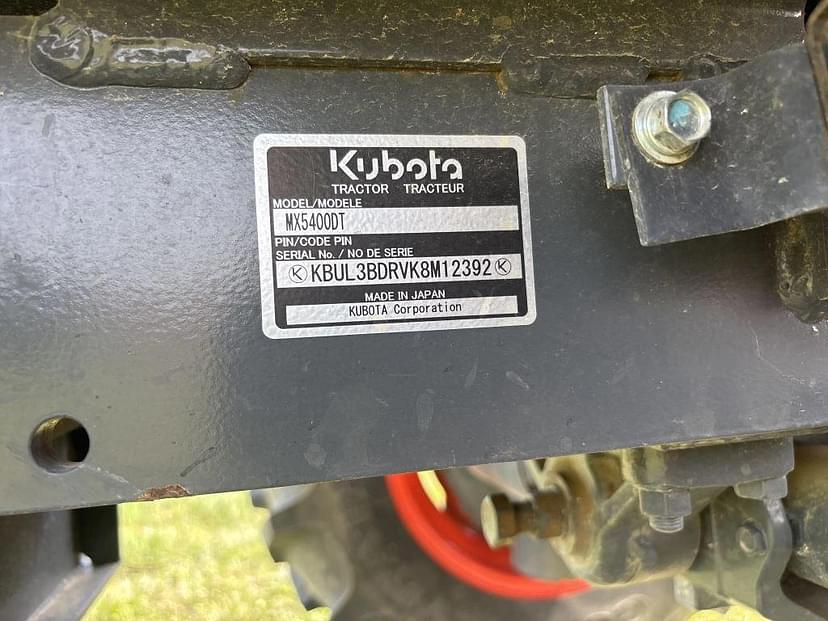 Kubota
TRACTOR TRACTEUR
MODEL/MODELE
MX5400DT
PIN/CODE PIN
SERIAL No. / NO DE SERIE
KBUL3BDRVK8M12392
MADE IN JAPAN
KUBOTA Corporation